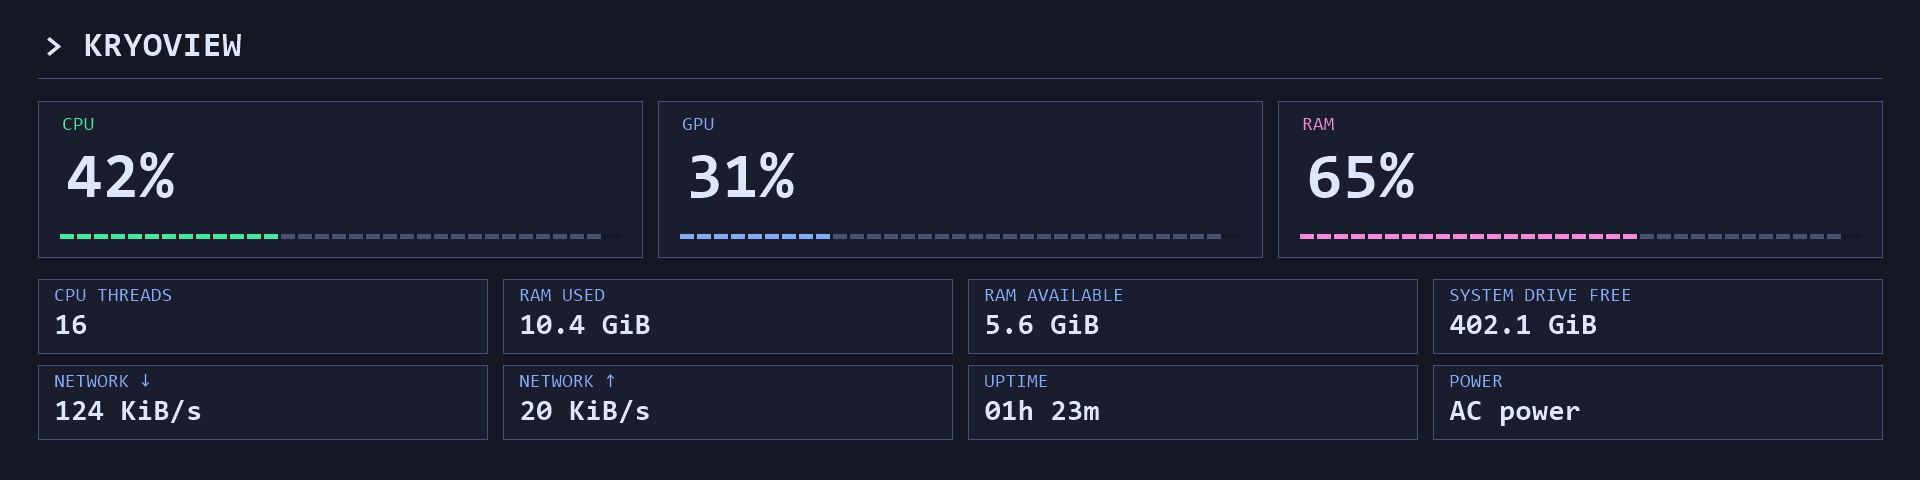 > KRYOVIEW
CPU
42%
GPU
31%
RAM
65%
CPU THREADS
16
RAM USED
10.4 GiB
RAM AVAILABLE
5.6 GiB
SYSTEM DRIVE FREE
402.1 GiB
NETWORK ↓
124 KiB/s
NETWORK ↑
20 KiB/s
UPTIME
01h 23m
POWER
AC power